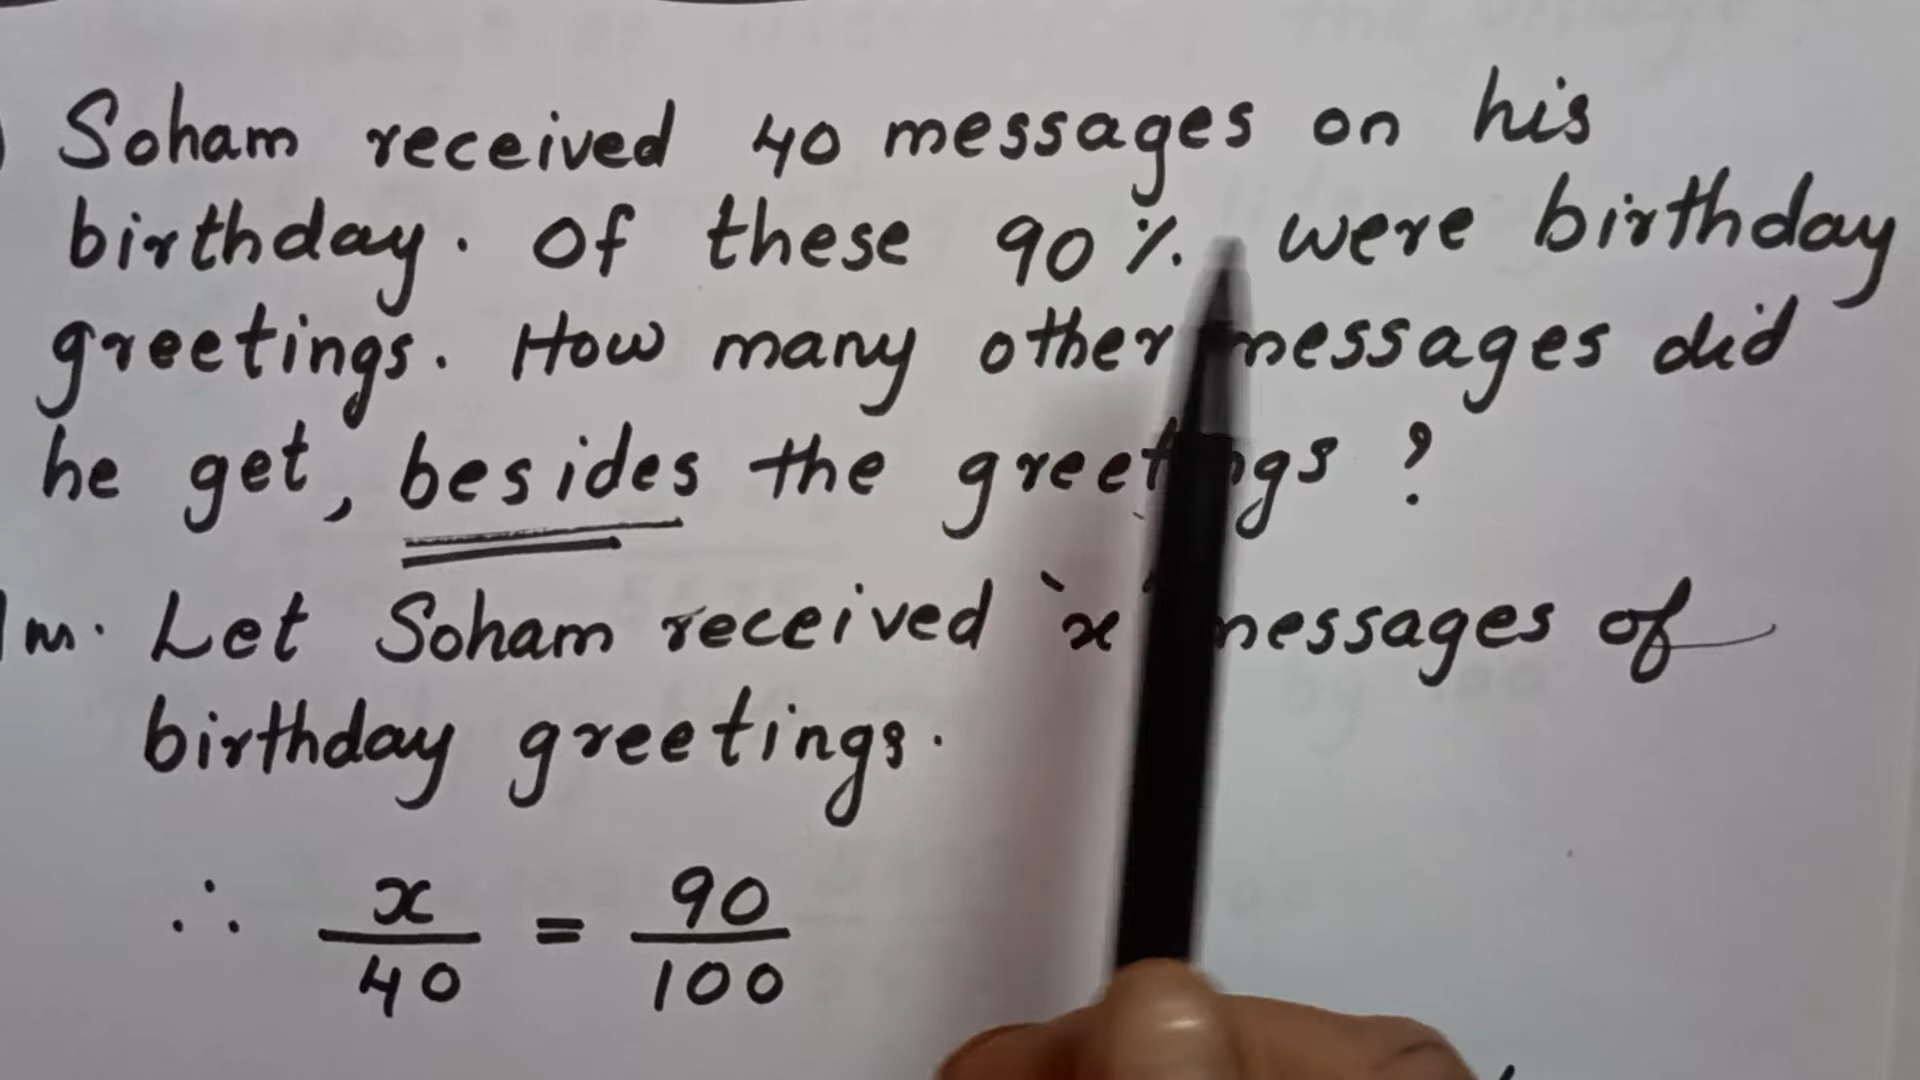 Soham received 40 messages on his
birthday. Of these 90% were birthday
greetings. How many other messages did
he get, besides the greetings?
Let Soham received 'x' messages of
birthday greetings.
∴ x/40 = 90/100